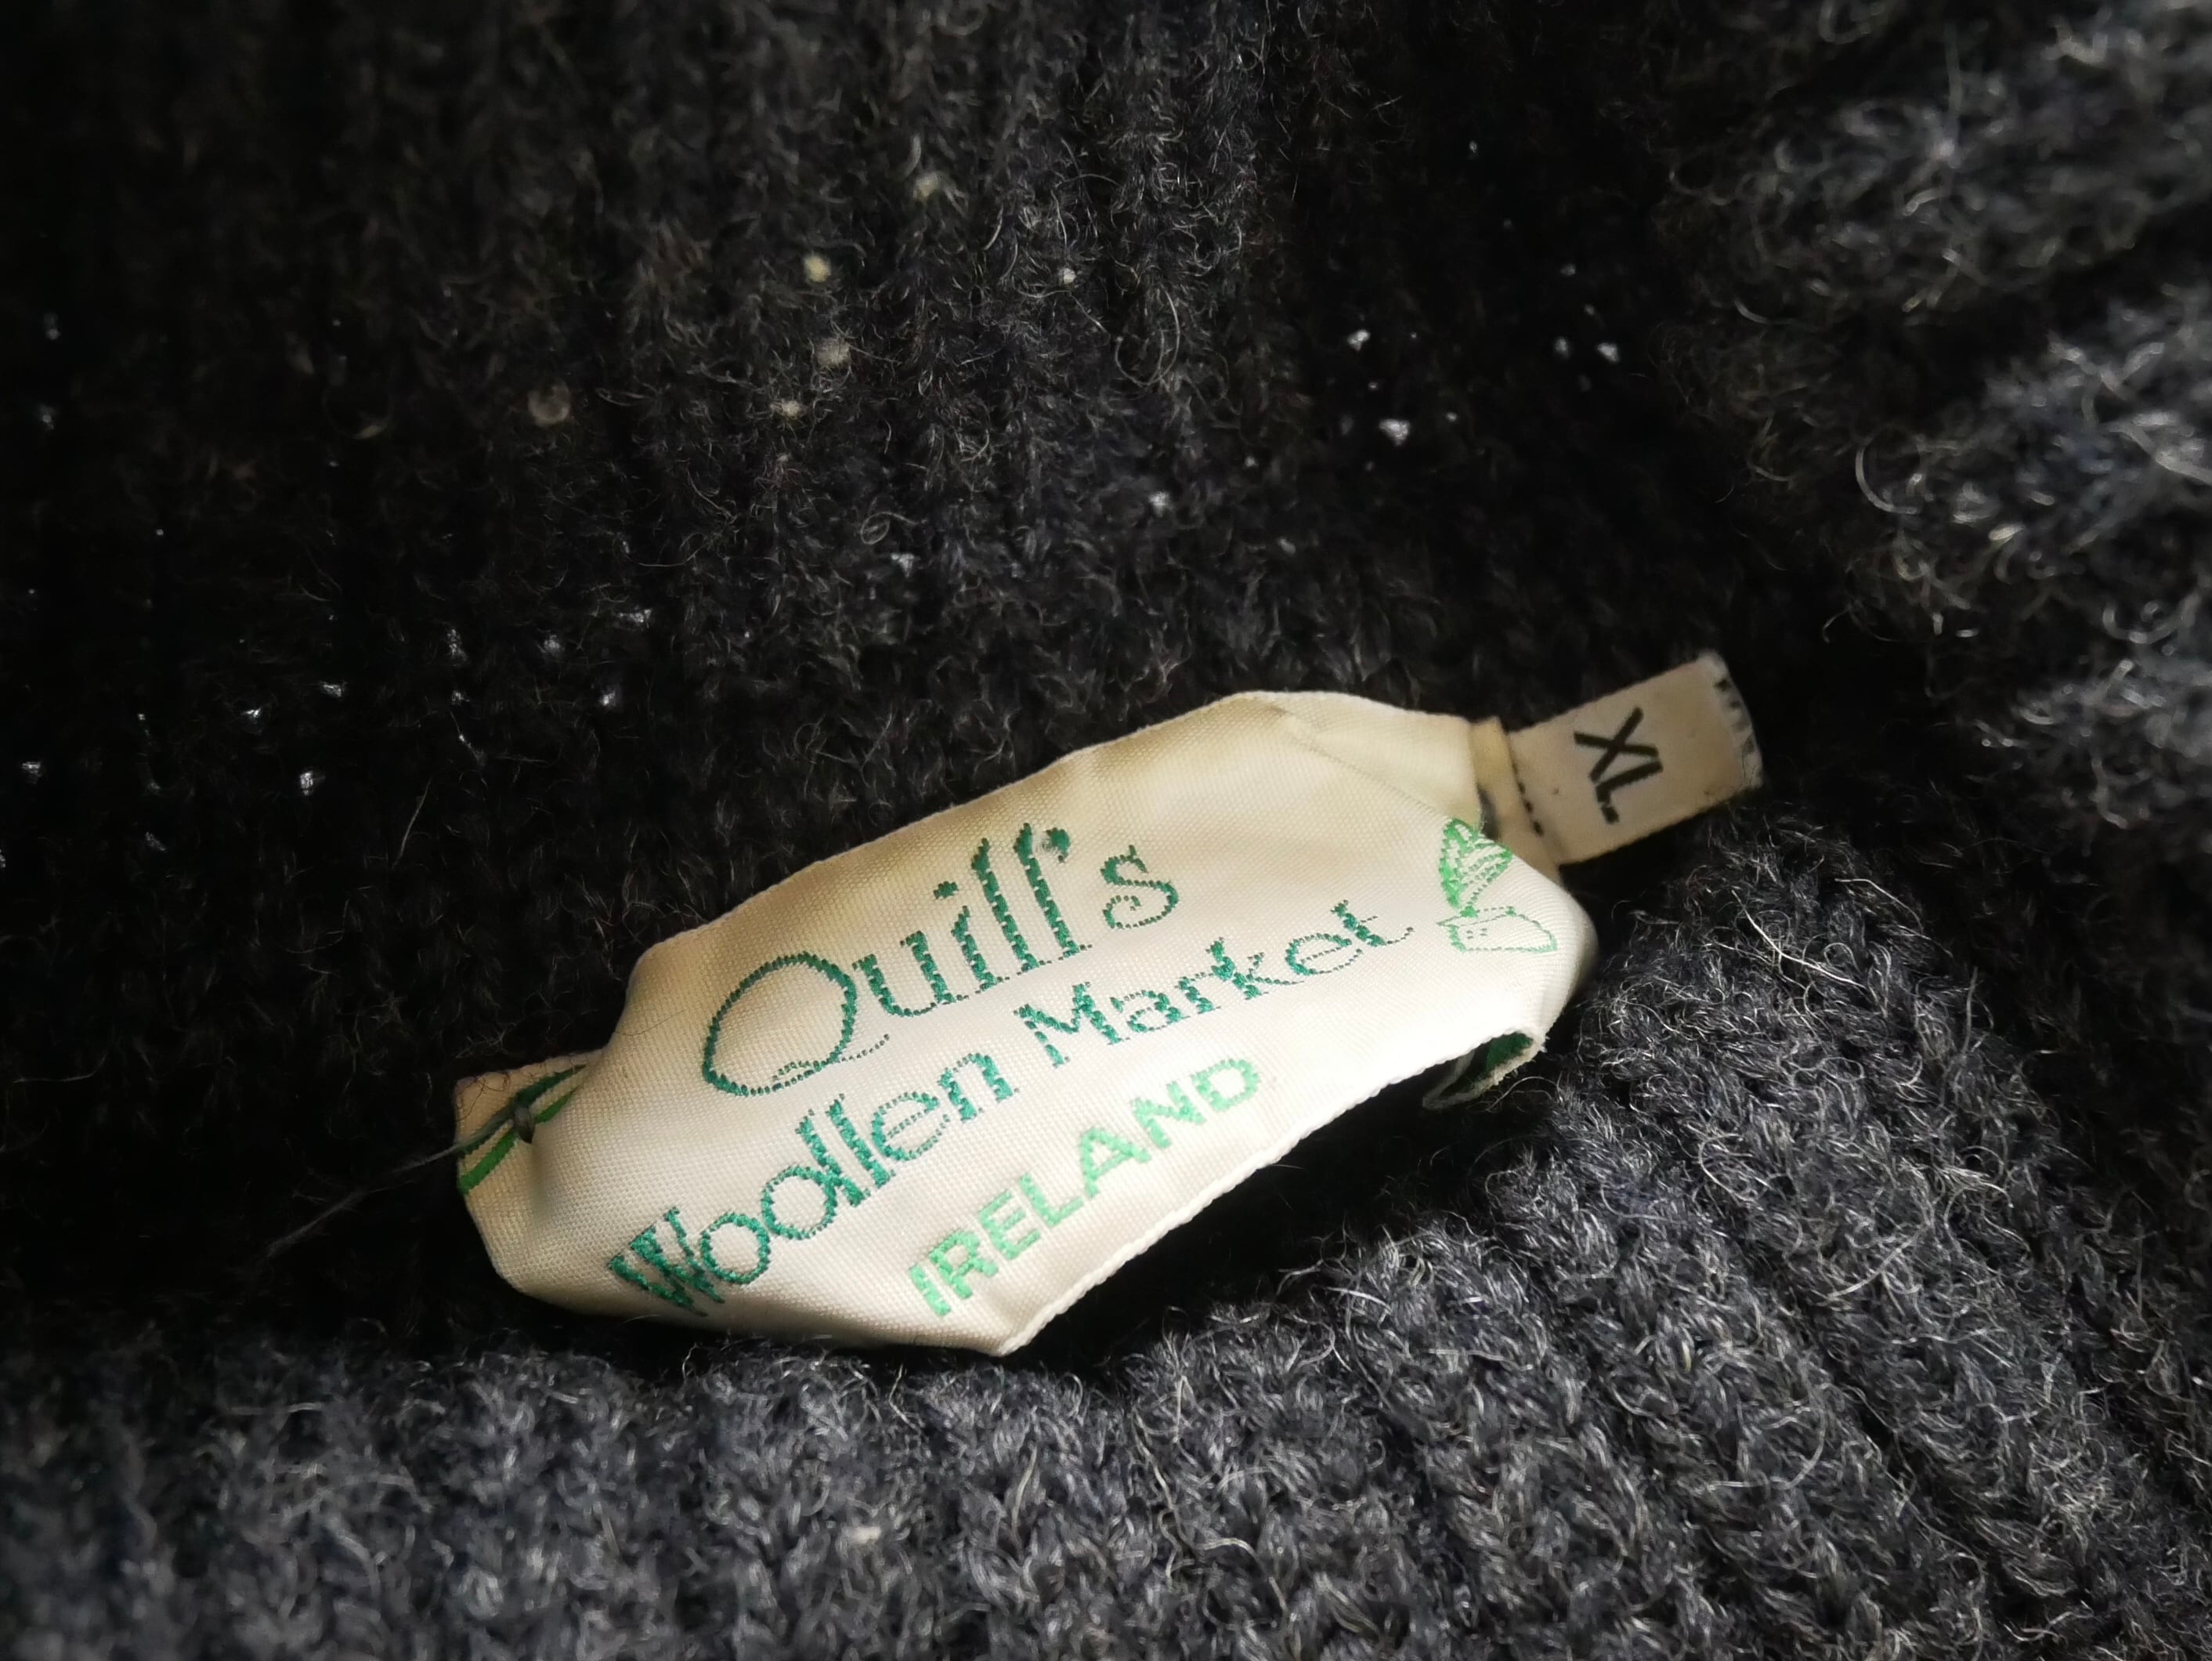 Quill's
Woollen Market
IRELAND
XL